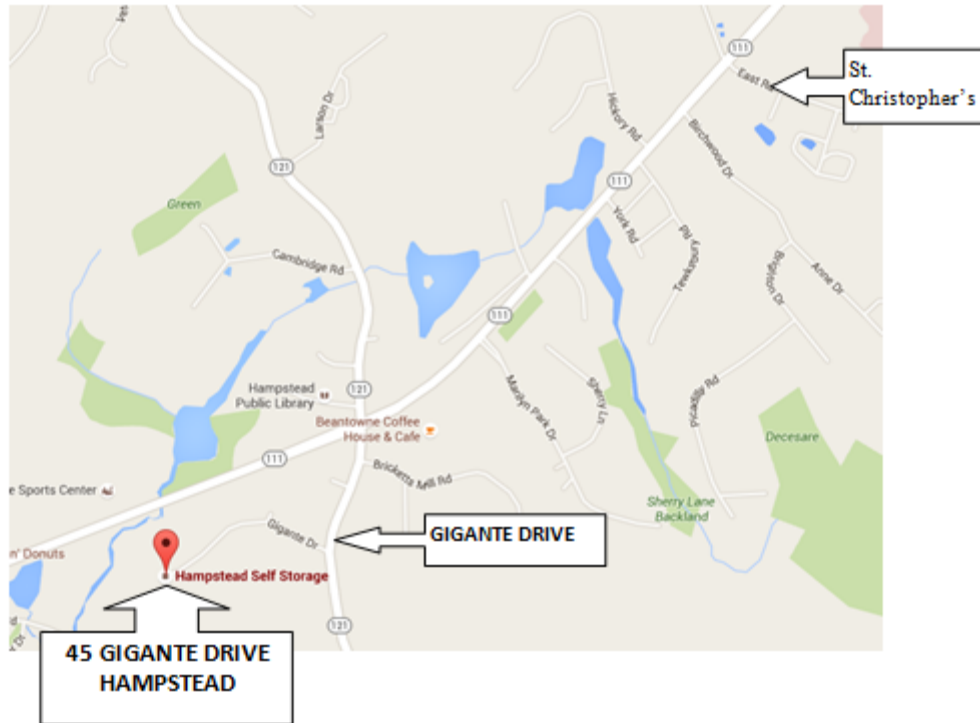 111
East Rd
St.
Christopher's
Larson Dr
Hickory Rd
Birchwood Dr
121
111
Green
York Rd
Tewksbury Rd
Cambridge Rd
Brighton Dr
Anne Dr
111
Hampstead
Public Library
121
Marilyn Park Dr
Sherry Ln
Picadilly Rd
Beantowne Coffee
House & Cafe
Decesare
111
Bricketts Mill Rd
e Sports Center
Sherry Lane
Backland
Gigante Dr
GIGANTE DRIVE
n' Donuts
Hampstead Self Storage
121
45 GIGANTE DRIVE
HAMPSTEAD